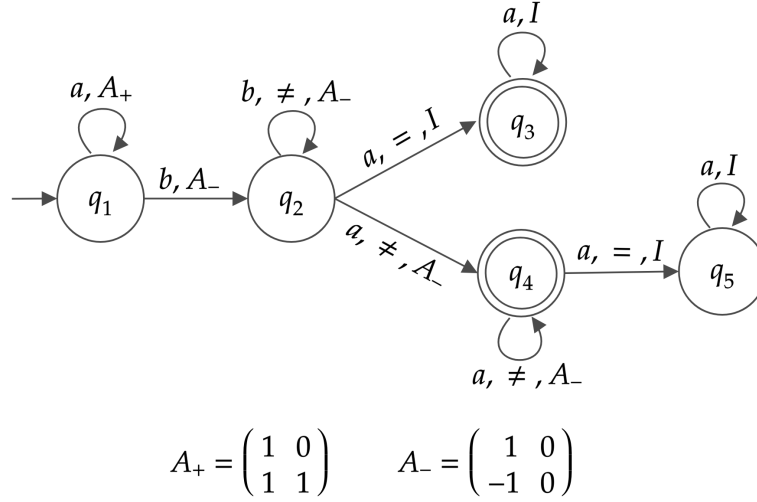 a, I
a, A₊
b, ≠, A₋
a, =, I
q₃
a, I
q₁
b, A₋
q₂
a, ≠, A₋
q₄
a, =, I
q₅
a, ≠, A₋
A₊ = ( 1 0
1 1 )
A₋ = ( 1 0
−1 0 )